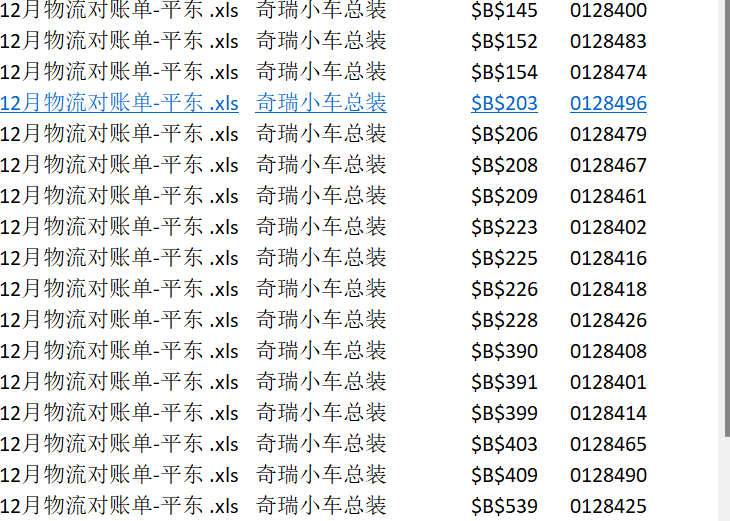 12月物流对账单-平东 .xls 奇瑞小车总装 $B$145 0128400
12月物流对账单-平东 .xls 奇瑞小车总装 $B$152 0128483
12月物流对账单-平东 .xls 奇瑞小车总装 $B$154 0128474
12月物流对账单-平东 .xls 奇瑞小车总装 $B$203 0128496
12月物流对账单-平东 .xls 奇瑞小车总装 $B$206 0128479
12月物流对账单-平东 .xls 奇瑞小车总装 $B$208 0128467
12月物流对账单-平东 .xls 奇瑞小车总装 $B$209 0128461
12月物流对账单-平东 .xls 奇瑞小车总装 $B$223 0128402
12月物流对账单-平东 .xls 奇瑞小车总装 $B$225 0128416
12月物流对账单-平东 .xls 奇瑞小车总装 $B$226 0128418
12月物流对账单-平东 .xls 奇瑞小车总装 $B$228 0128426
12月物流对账单-平东 .xls 奇瑞小车总装 $B$390 0128408
12月物流对账单-平东 .xls 奇瑞小车总装 $B$391 0128401
12月物流对账单-平东 .xls 奇瑞小车总装 $B$399 0128414
12月物流对账单-平东 .xls 奇瑞小车总装 $B$403 0128465
12月物流对账单-平东 .xls 奇瑞小车总装 $B$409 0128490
12月物流对账单-平东 .xls 奇瑞小车总装 $B$539 0128425